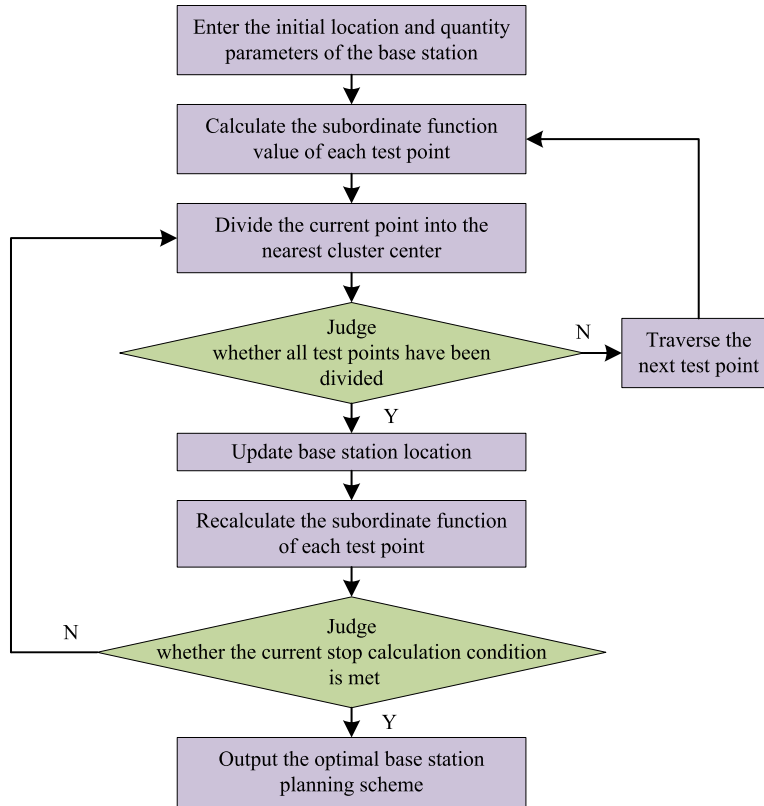 Enter the initial location and quantity
parameters of the base station
Calculate the subordinate function
value of each test point
Divide the current point into the
nearest cluster center
Judge
whether all test points have been
divided
N
Traverse the
next test point
Y
Update base station location
Recalculate the subordinate function
of each test point
Judge
whether the current stop calculation condition
is met
N
Y
Output the optimal base station
planning scheme